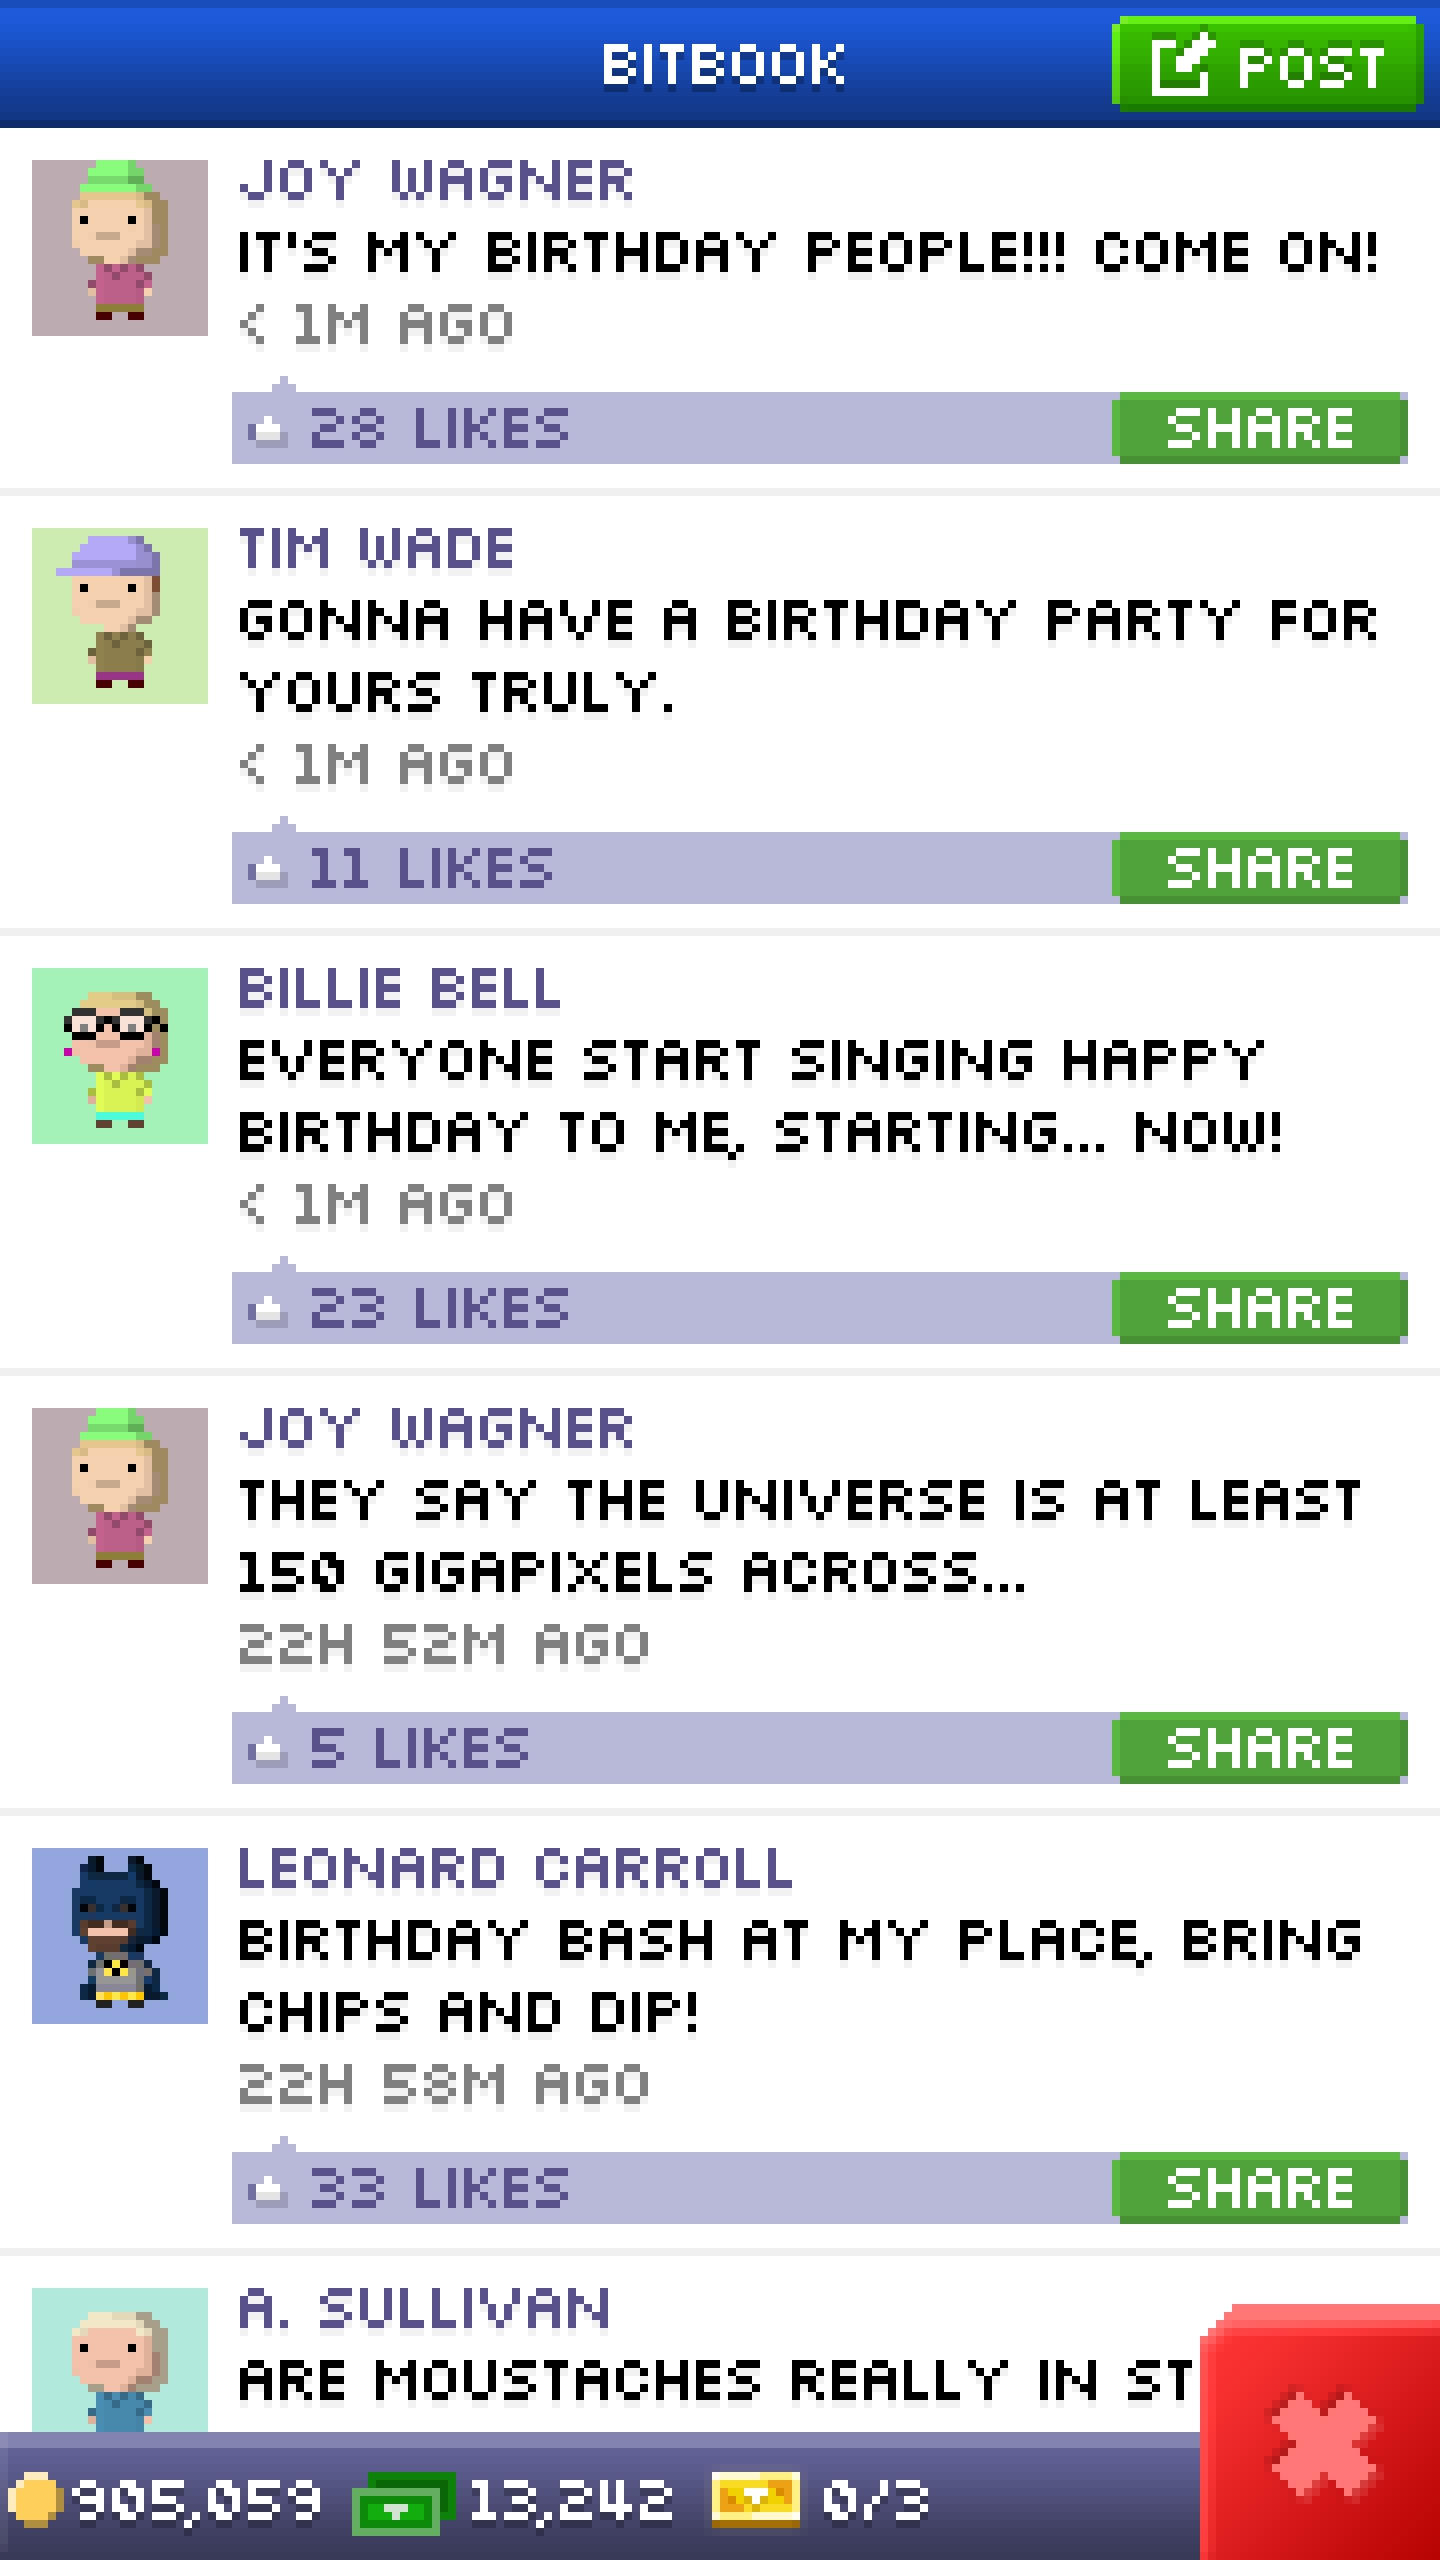 BITBOOK
POST
JOY WAGNER
IT'S MY BIRTHDAY PEOPLE!!! COME ON!
< 1M AGO
28 LIKES
SHARE
TIM WADE
GONNA HAVE A BIRTHDAY PARTY FOR
YOURS TRULY.
< 1M AGO
11 LIKES
SHARE
BILLIE BELL
EVERYONE START SINGING HAPPY
BIRTHDAY TO ME, STARTING... NOW!
< 1M AGO
23 LIKES
SHARE
JOY WAGNER
THEY SAY THE UNIVERSE IS AT LEAST
150 GIGAPIXELS ACROSS...
22H 52M AGO
5 LIKES
SHARE
LEONARD CARROLL
BIRTHDAY BASH AT MY PLACE, BRING
CHIPS AND DIP!
22H 58M AGO
33 LIKES
SHARE
A. SULLIVAN
ARE MOUSTACHES REALLY IN ST
905,059
13,242
0/3